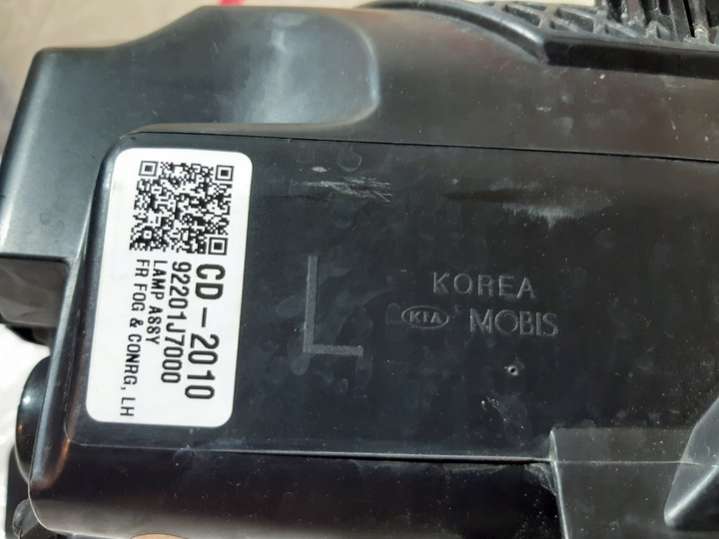 CD-2010
92201J7000
LAMP ASSY
FR FOG & CONRG, LH
L
KOREA
KIA MOBIS